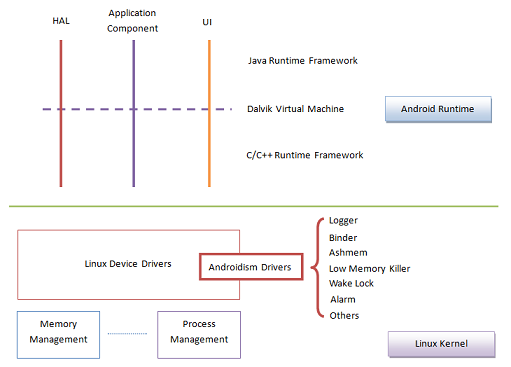 HAL
Application
Component
UI
Java Runtime Framework
Dalvik Virtual Machine
Android Runtime
C/C++ Runtime Framework
Logger
Binder
Ashmem
Linux Device Drivers
Androidism Drivers
Low Memory Killer
Wake Lock
Alarm
Others
Memory
Management
Process
Management
Linux Kernel